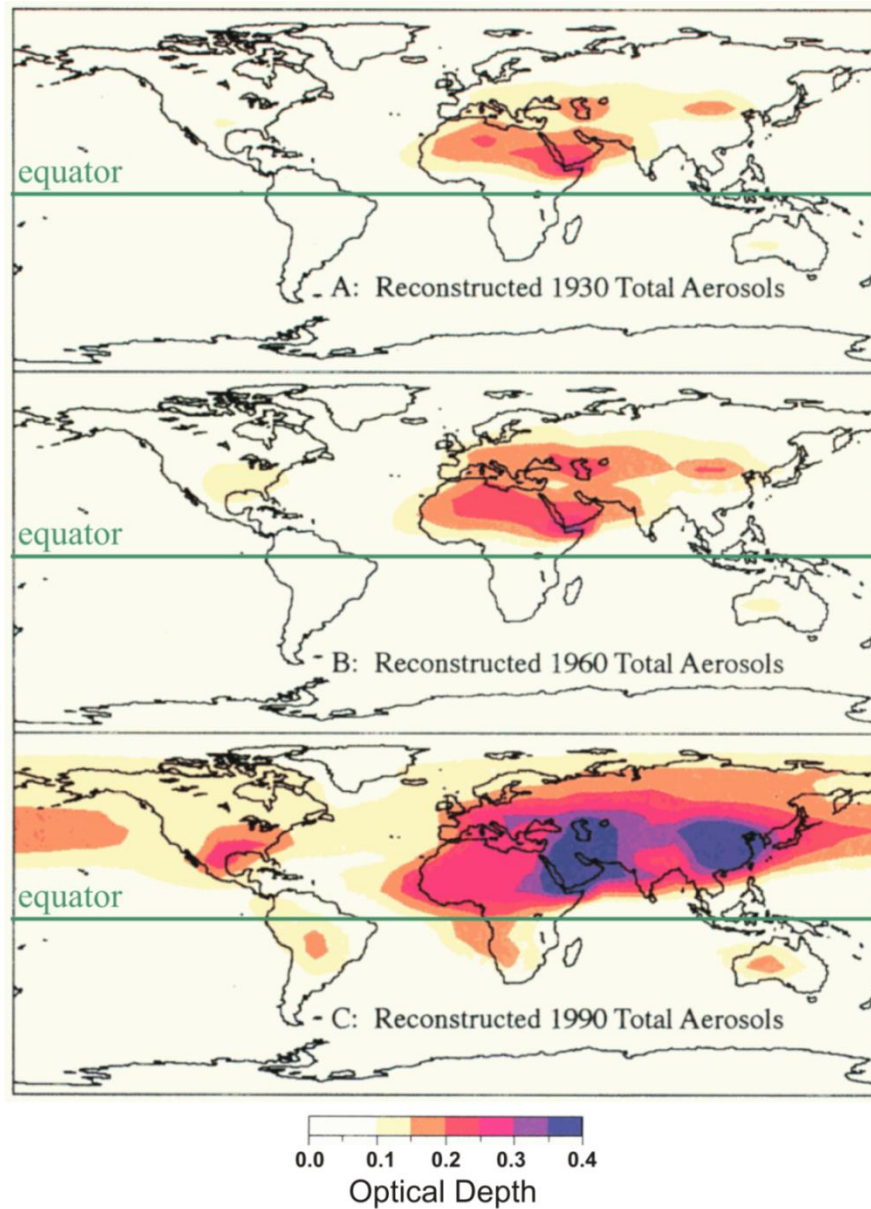 equator
A: Reconstructed 1930 Total Aerosols
equator
B: Reconstructed 1960 Total Aerosols
equator
C: Reconstructed 1990 Total Aerosols
0.0 0.1 0.2 0.3 0.4
Optical Depth